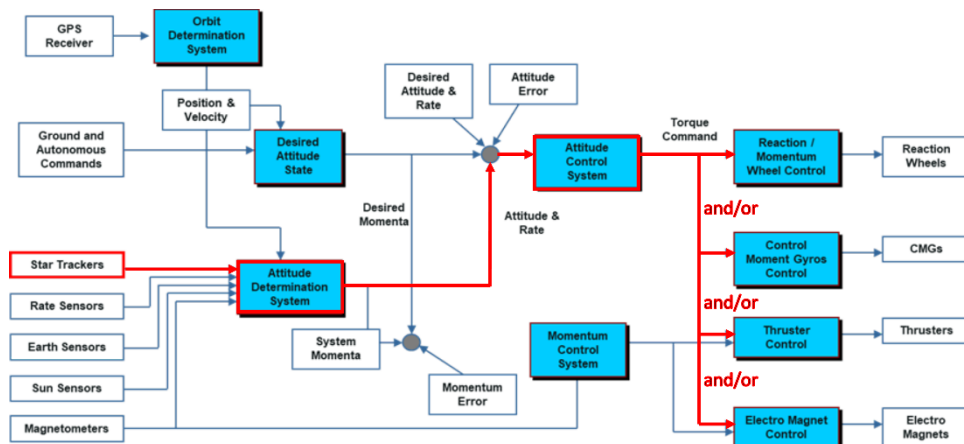 GPS
Receiver
Orbit
Determination
System
Position &
Velocity
Ground and
Autonomous
Commands
Desired
Attitude
State
Desired
Attitude &
Rate
Attitude
Error
Attitude
Control
System
Torque
Command
Reaction /
Momentum
Wheel Control
Reaction
Wheels
and/or
Desired
Momenta
Attitude &
Rate
Control
Moment Gyros
Control
CMGs
and/or
Star Trackers
Attitude
Determination
System
Rate Sensors
Earth Sensors
Sun Sensors
Magnetometers
System
Momenta
Momentum
Error
Momentum
Control
System
Thruster
Control
Thrusters
and/or
Electro Magnet
Control
Electro
Magnets